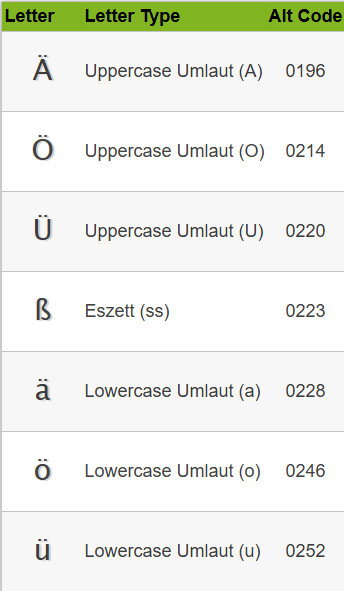 Letter Letter Type Alt Code
Ä Uppercase Umlaut (A) 0196
Ö Uppercase Umlaut (O) 0214
Ü Uppercase Umlaut (U) 0220
ß Eszett (ss) 0223
ä Lowercase Umlaut (a) 0228
ö Lowercase Umlaut (o) 0246
ü Lowercase Umlaut (u) 0252